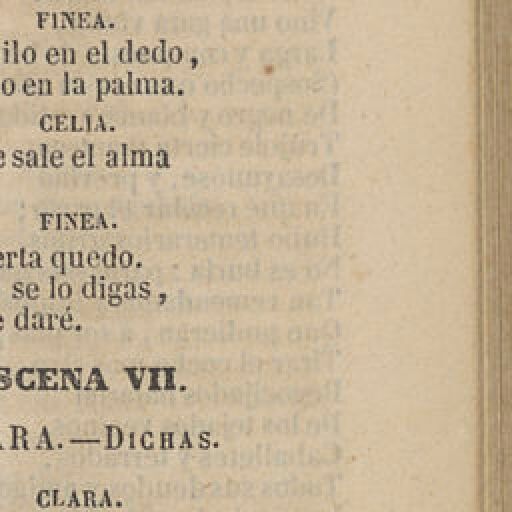 FINEA.
ilo en el dedo,
o en la palma.
CELIA.
e sale el alma
FINEA.
erta quedo.
se lo digas,
e daré.
SCENA VII.
ARA.—DICHAS.
CLARA.